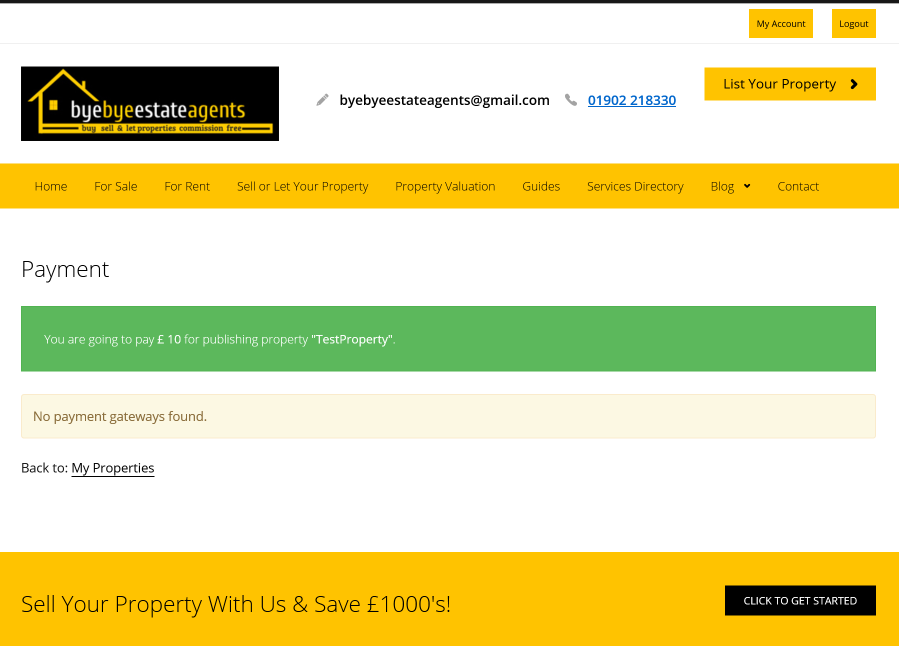 My Account Logout
byebyeestateagents
buy sell & let properties commission free
byebyeestateagents@gmail.com 01902 218330 List Your Property
Home For Sale For Rent Sell or Let Your Property Property Valuation Guides Services Directory Blog Contact
Payment
You are going to pay £ 10 for publishing property "TestProperty".
No payment gateways found.
Back to: My Properties
Sell Your Property With Us & Save £1000's! CLICK TO GET STARTED